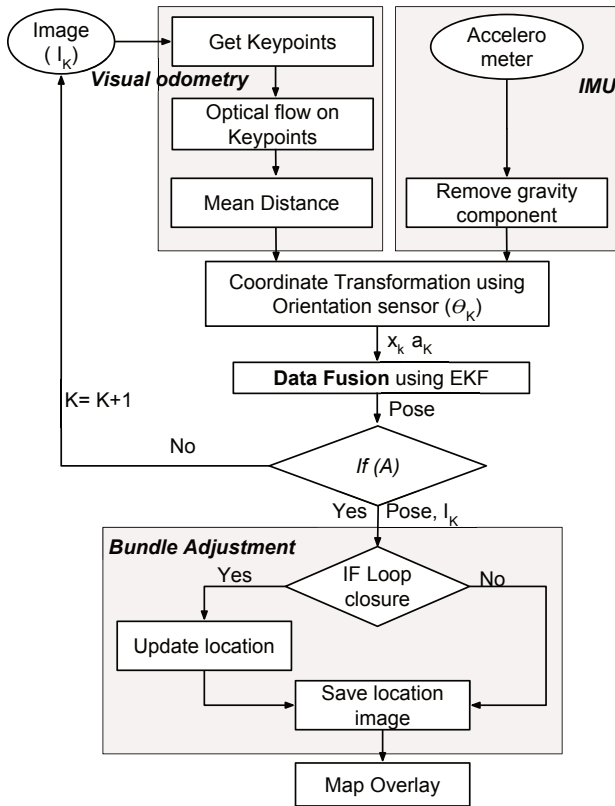 Image
( I_K)
Get Keypoints
Visual odometry
Optical flow on
Keypoints
Mean Distance
Accelero
meter
IMU
Remove gravity
component
Coordinate Transformation using
Orientation sensor (Θ_K)
x_k a_K
Data Fusion using EKF
Pose
K= K+1
No
If (A)
Yes
Pose, I_K
Bundle Adjustment
IF Loop
closure
Yes
No
Update location
Save location
image
Map Overlay